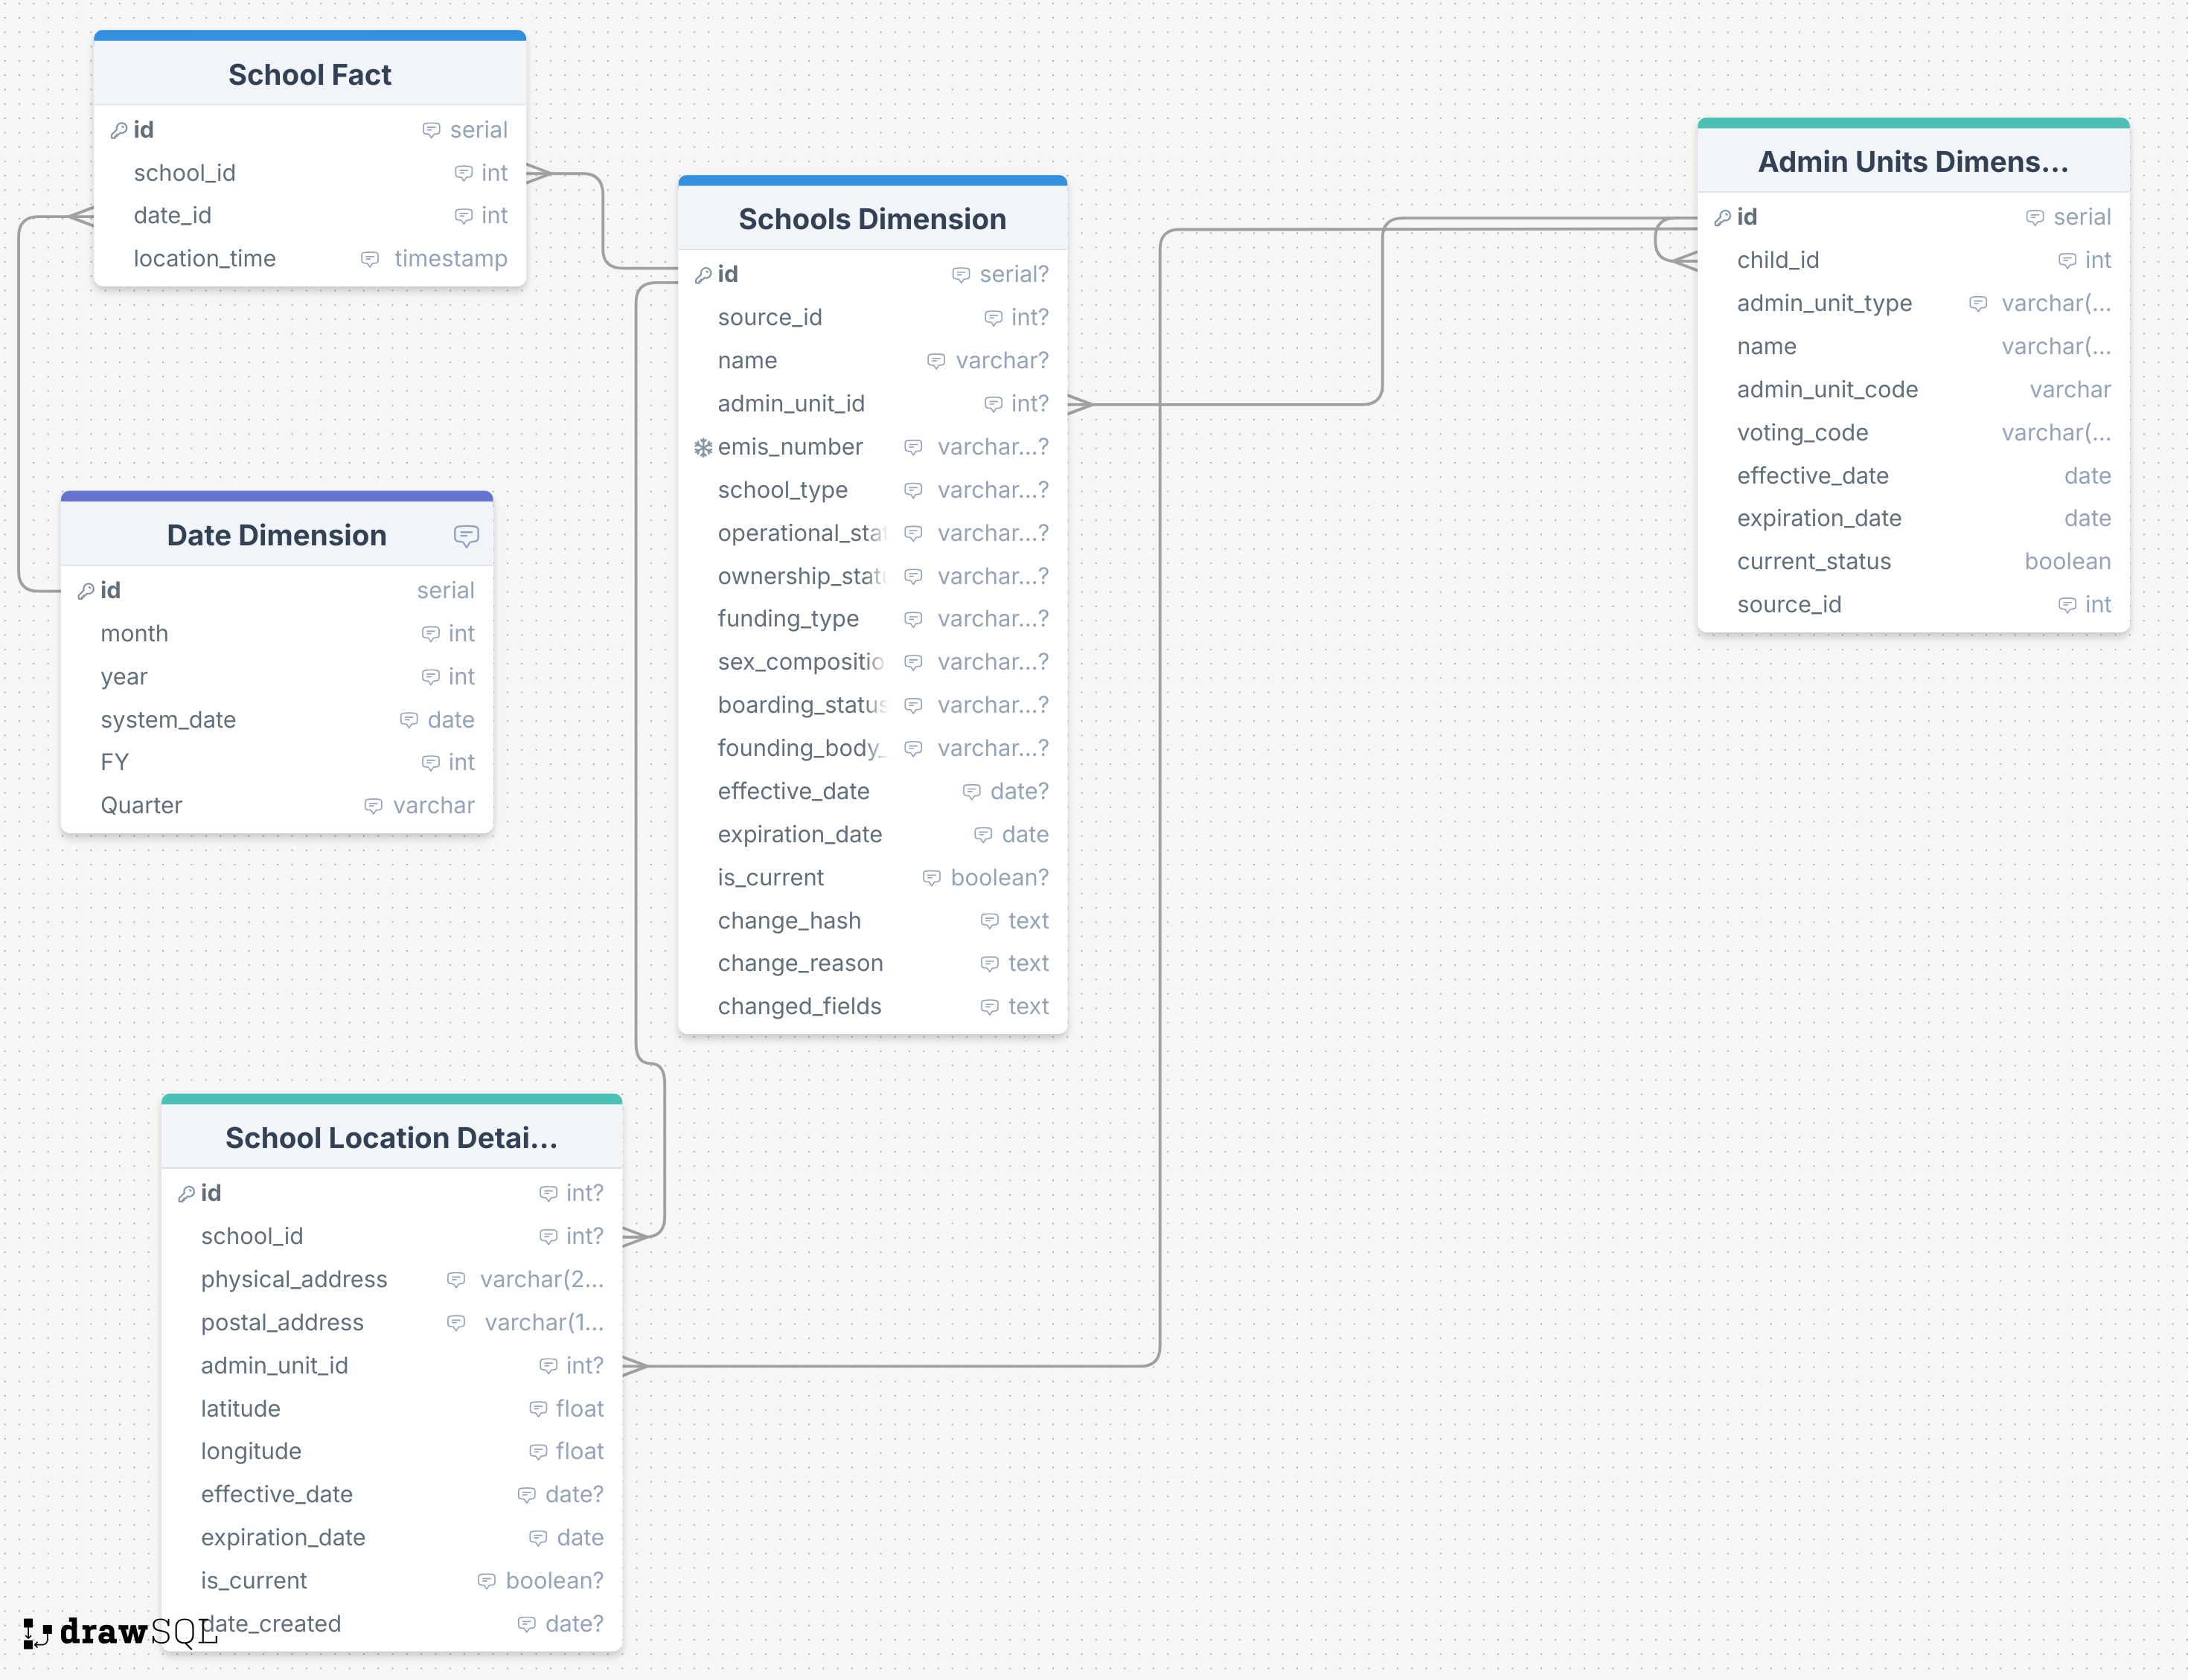 School Fact
id serial
school_id int
date_id int
location_time timestamp
Schools Dimension
id serial?
source_id int?
name varchar?
admin_unit_id int?
emis_number varchar...?
school_type varchar...?
operational_stat varchar...?
ownership_statu varchar...?
funding_type varchar...?
sex_compositio varchar...?
boarding_status varchar...?
founding_body_ varchar...?
effective_date date?
expiration_date date
is_current boolean?
change_hash text
change_reason text
changed_fields text
Admin Units Dimens...
id serial
child_id int
admin_unit_type varchar(...
name varchar(...
admin_unit_code varchar
voting_code varchar(...
effective_date date
expiration_date date
current_status boolean
source_id int
Date Dimension
id serial
month int
year int
system_date date
FY int
Quarter varchar
School Location Detai...
id int?
school_id int?
physical_address varchar(2...
postal_address varchar(1...
admin_unit_id int?
latitude float
longitude float
effective_date date?
expiration_date date
is_current boolean?
date_created date?
drawSQL